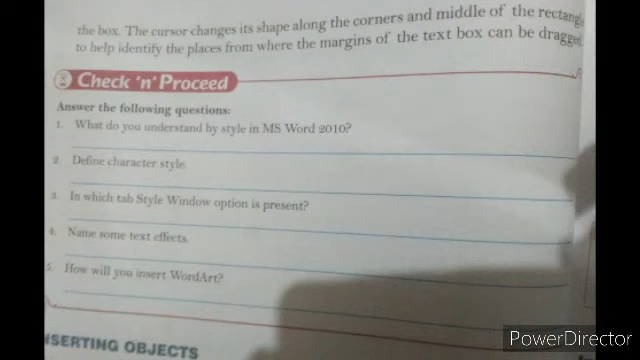 the box. The cursor changes its shape along the corners and middle of the
to help identify the places from where the margins of the text box can be dragged
Check 'n' Proceed
Answer the following questions:
1. What do you understand by style in MS Word 2010?
2. Define character style.
3. In which tab Style Window option is present?
4. Name some text effects.
5. How will you insert WordArt?
NSERTING OBJECTS
PowerDirector